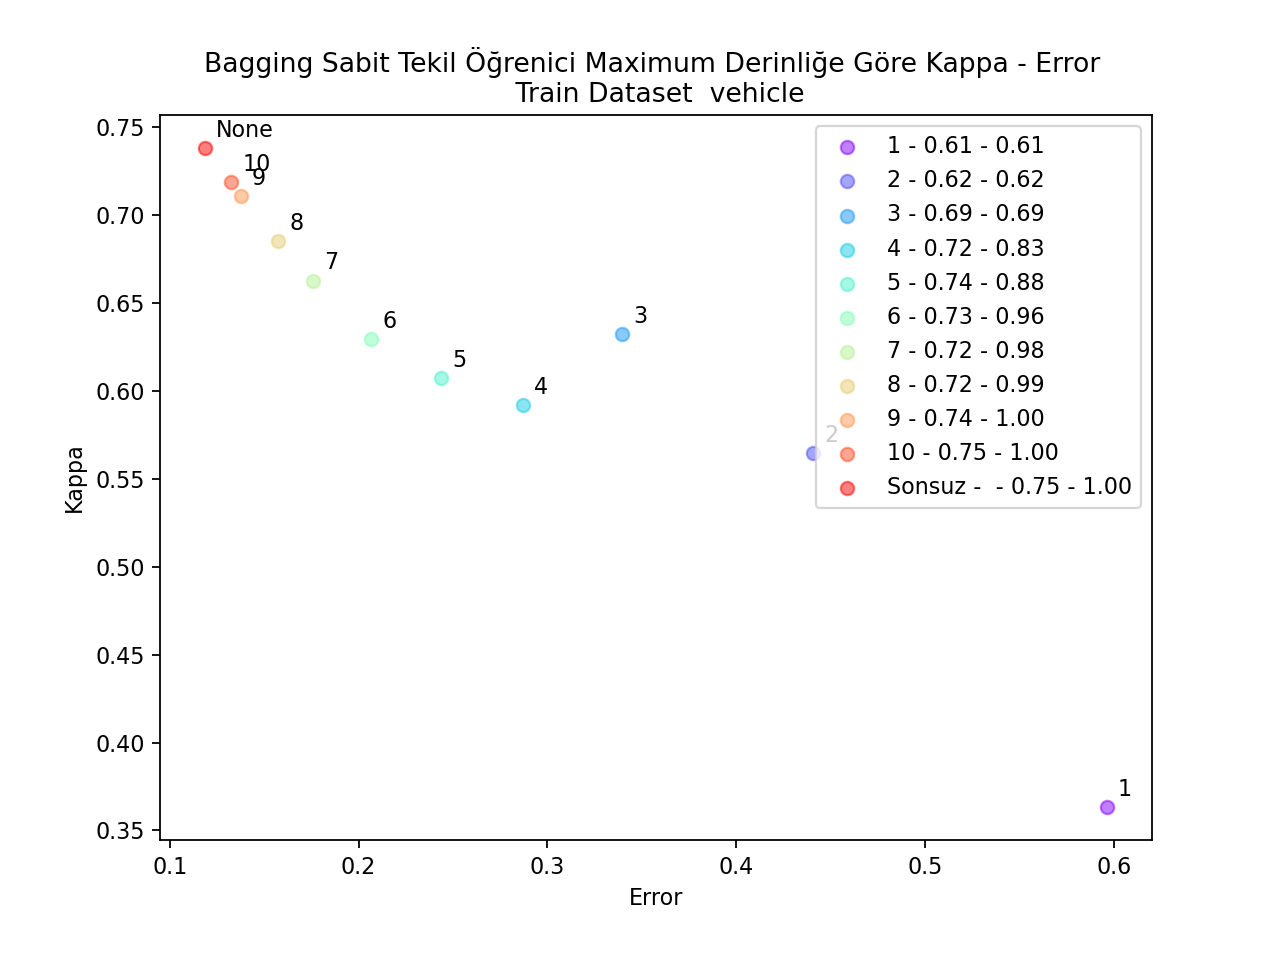 Bagging Sabit Tekil Öğrenici Maximum Derinliğe Göre Kappa - Error
Train Dataset  vehicle
Kappa
0.75
0.70
0.65
0.60
0.55
0.50
0.45
0.40
0.35
None
10
9
8
7
6
5
4
3
2
1
1 - 0.61 - 0.61
2 - 0.62 - 0.62
3 - 0.69 - 0.69
4 - 0.72 - 0.83
5 - 0.74 - 0.88
6 - 0.73 - 0.96
7 - 0.72 - 0.98
8 - 0.72 - 0.99
9 - 0.74 - 1.00
10 - 0.75 - 1.00
Sonsuz -  - 0.75 - 1.00
0.1 0.2 0.3 0.4 0.5 0.6
Error